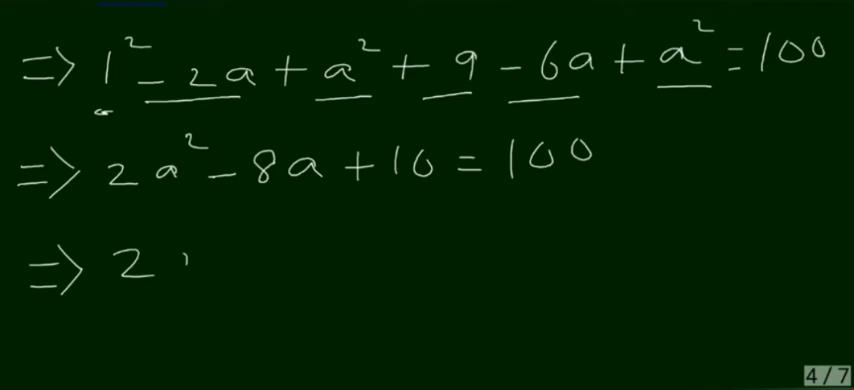 ⇒ 1² - 2a + a² + 9 - 6a + a² = 100
⇒ 2a² - 8a + 10 = 100
⇒ 2
4 / 7